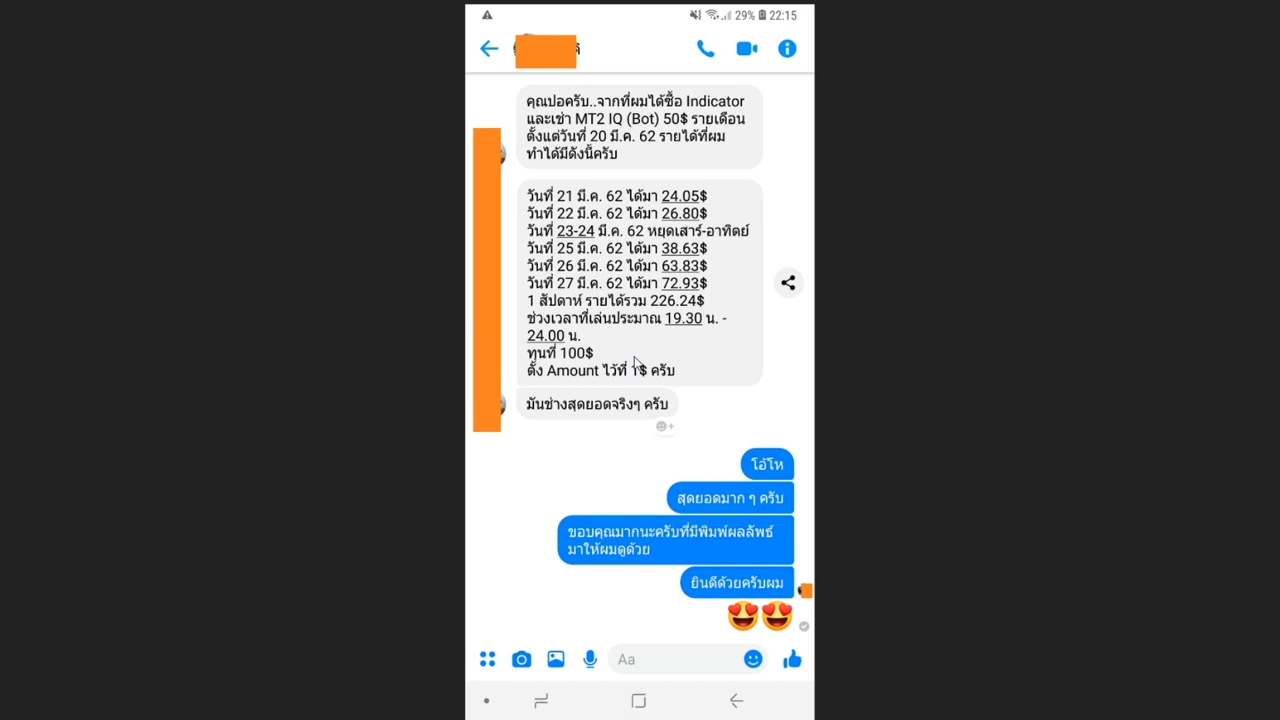 29% 22:15
คุณปอครับ..จากที่ผมได้ซื้อ Indicator
และเช่า MT2 IQ (Bot) 50$ รายเดือน
ตั้งแต่วันที่ 20 มี.ค. 62 รายได้ที่ผม
ทำได้มีดังนี้ครับ
วันที่ 21 มี.ค. 62 ได้มา 24.05$
วันที่ 22 มี.ค. 62 ได้มา 26.80$
วันที่ 23-24 มี.ค. 62 หยุดเสาร์-อาทิตย์
วันที่ 25 มี.ค. 62 ได้มา 38.63$
วันที่ 26 มี.ค. 62 ได้มา 63.83$
วันที่ 27 มี.ค. 62 ได้มา 72.93$
1 สัปดาห์ รายได้รวม 226.24$
ช่วงเวลาที่เล่นประมาณ 19.30 น. -
24.00 น.
ทุนที่ 100$
ตั้ง Amount ไว้ที่ 1$ ครับ
มันช่างสุดยอดจริงๆ ครับ
โอ้โห
สุดยอดมาก ๆ ครับ
ขอบคุณมากนะครับที่มีพิมพ์ผลลัพธ์
มาให้ผมดูด้วย
ยินดีด้วยครับผม
Aa